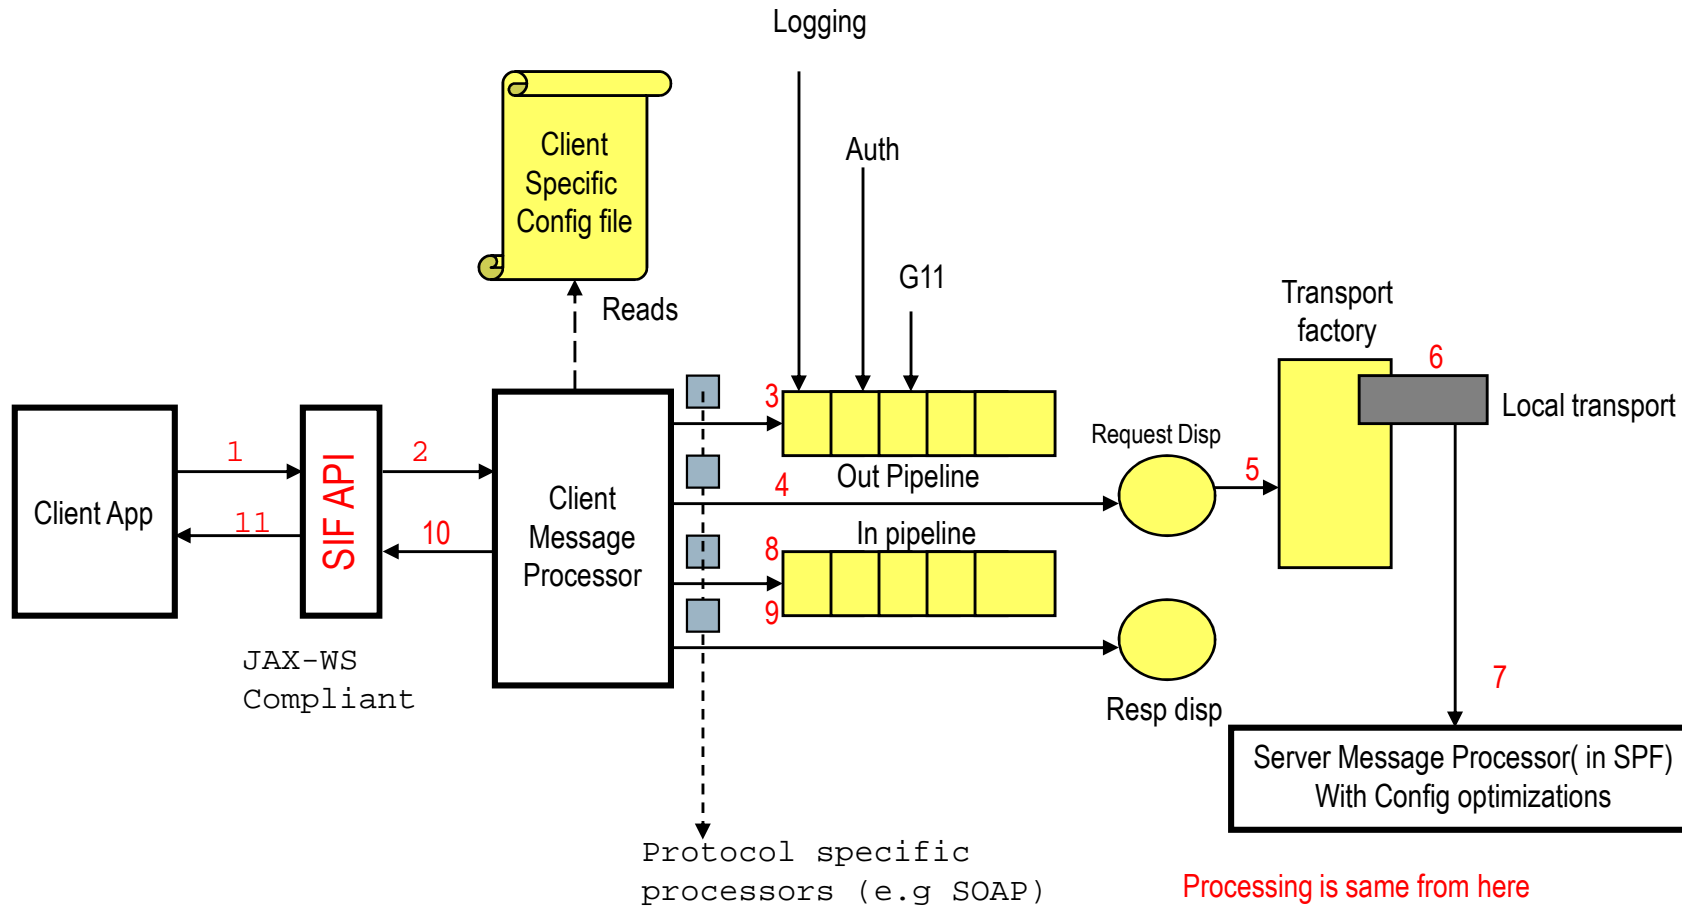 Logging
Client
Specific
Config file
Auth
G11
Reads
Transport
factory
6
Local transport
3
Out Pipeline
Request Disp
5
4
1
2
Client App
SIF API
11
10
Client
Message
Processor
In pipeline
8
9
JAX-WS
Compliant
Resp disp
7
Server Message Processor( in SPF)
With Config optimizations
Protocol specific
processors (e.g SOAP)
Processing is same from here